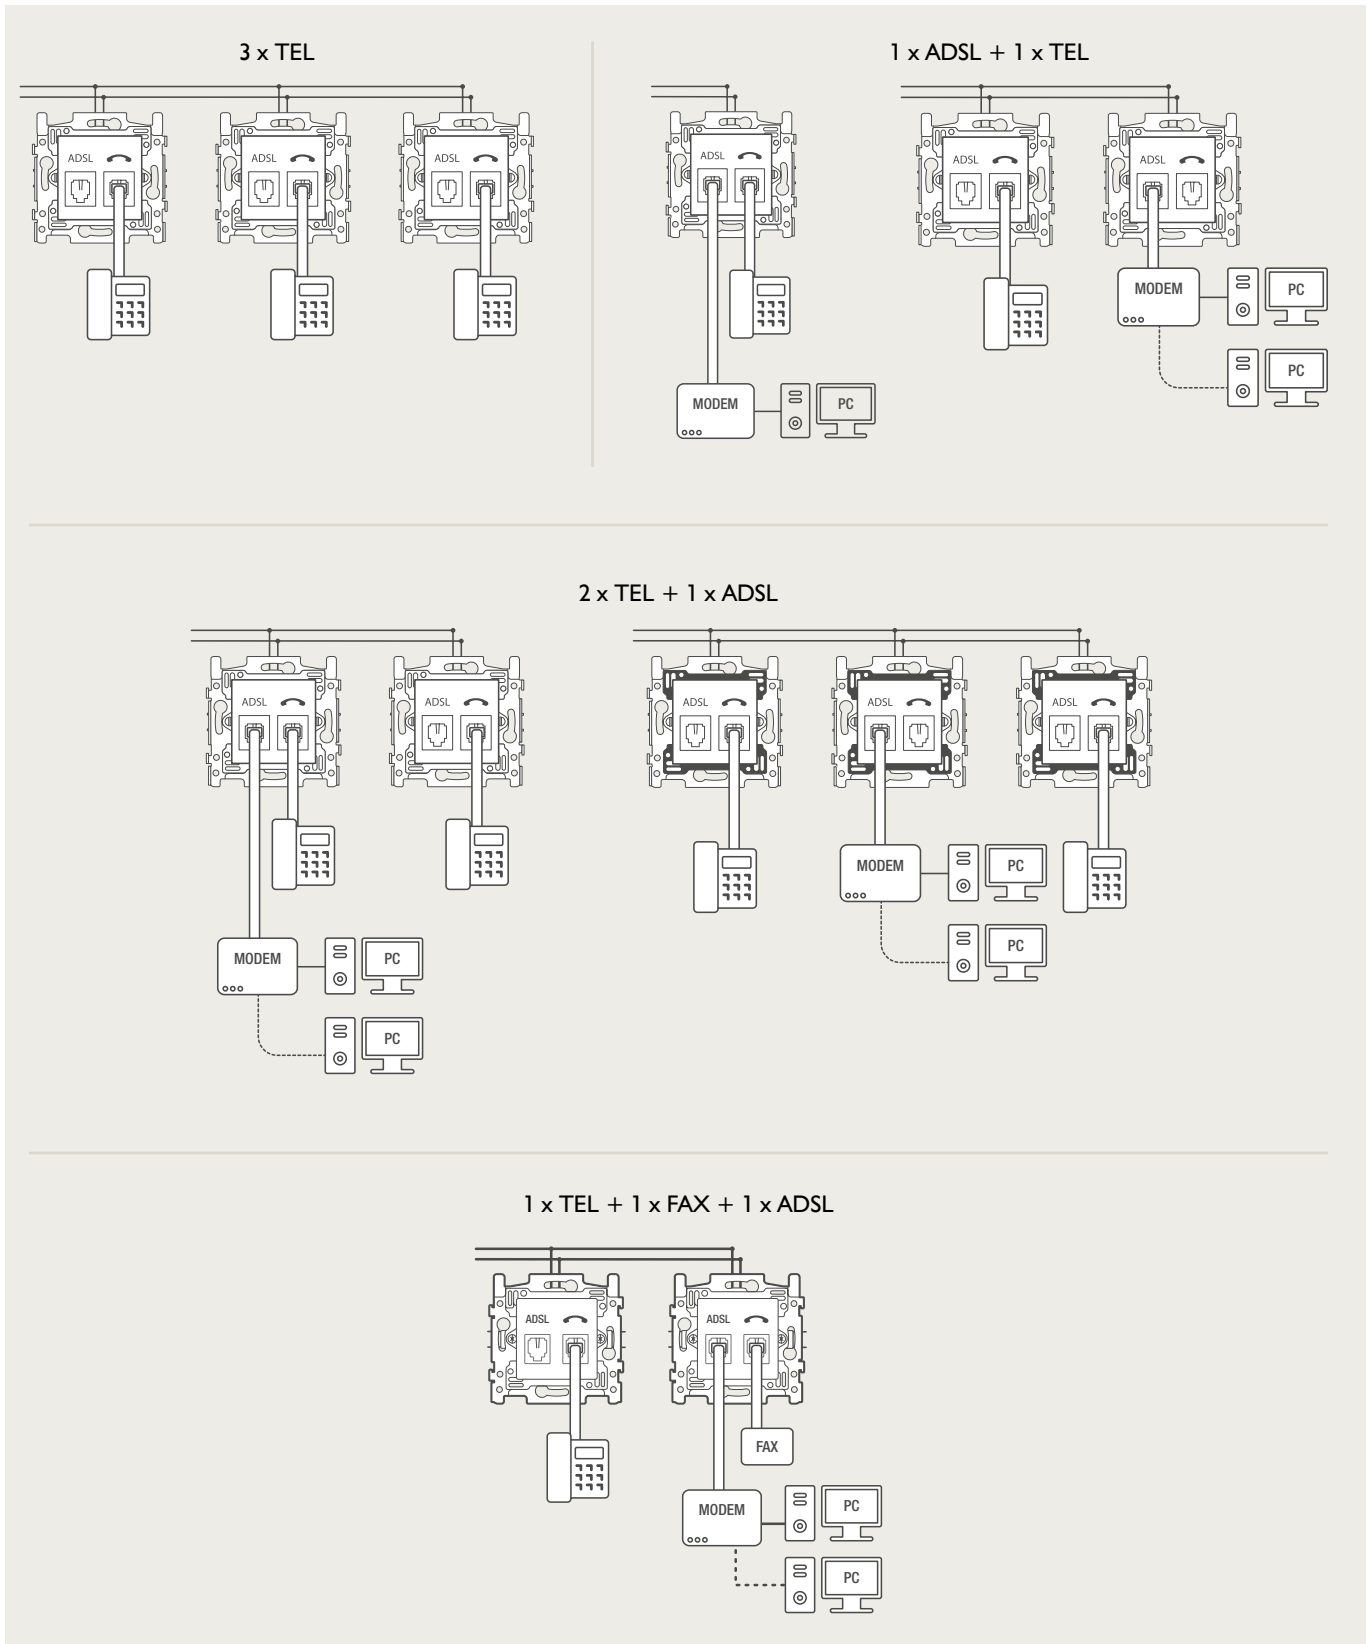 3 x TEL
ADSL
ADSL
ADSL
1 x ADSL + 1 x TEL
ADSL
MODEM
PC
ADSL
ADSL
MODEM
PC
PC
2 x TEL + 1 x ADSL
ADSL
ADSL
MODEM
PC
PC
ADSL
ADSL
ADSL
MODEM
PC
PC
1 x TEL + 1 x FAX + 1 x ADSL
ADSL
ADSL
FAX
MODEM
PC
PC